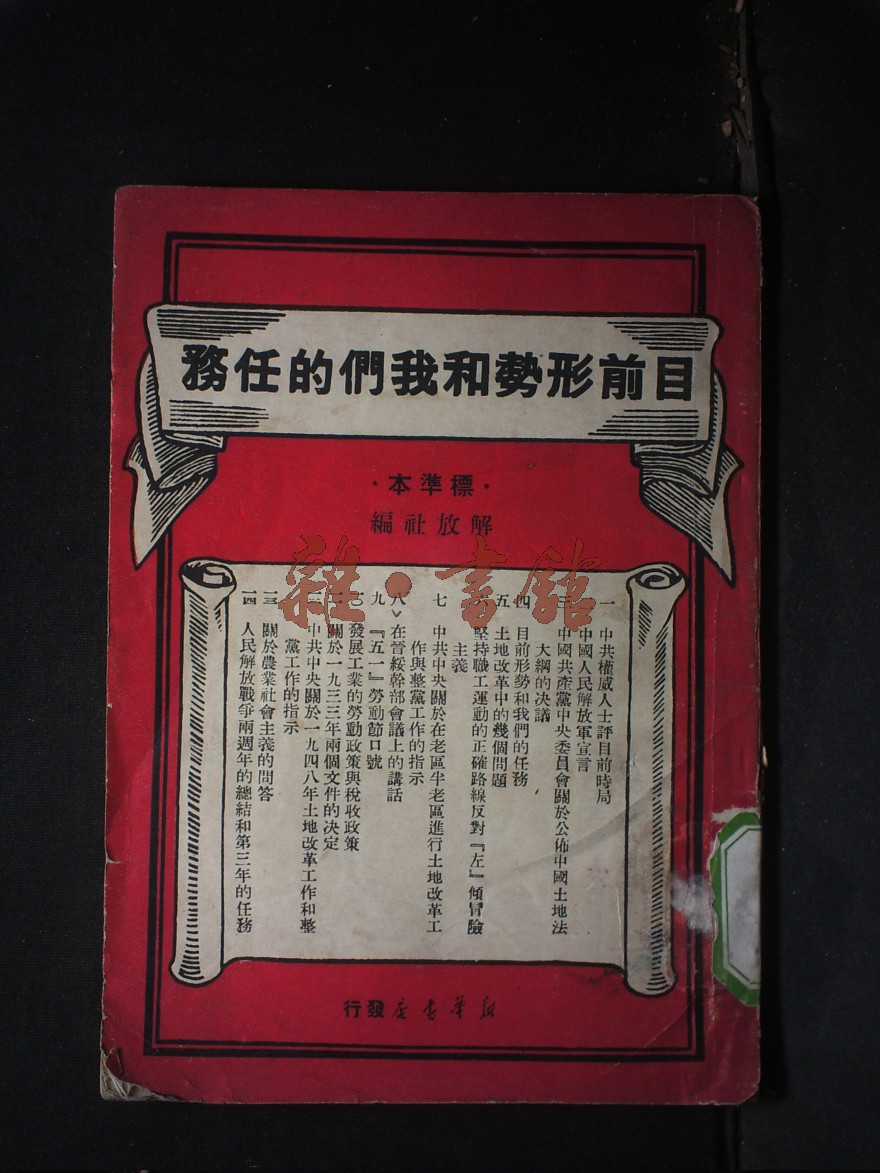 目前形勢和我們的任務
·標準本·
解放社編
一 中共權威人士評目前時局
中國人民解放軍宣言
三 中國共產黨中央委員會關於公佈中國土地法
大綱的決議
四 目前形勢和我們的任務
五 土地改革中的幾個問題
堅持職工運動的正確路線反對『左』傾冒險
主義
七 中共中央關於在老區半老區進行土地改革工
作與整黨工作的指示
八 在晉綏幹部會議上的講話
九 『五一』勞動節口號
一〇 發展工業的勞動政策與稅收政策
一一 關於一九三三年兩個文件的決定
一二 中共中央關於一九四八年土地改革工作和整
黨工作的指示
一三 關於農業社會主義的問答
一四 人民解放戰爭兩週年的總結和第三年的任務
新華書店發行
雜·書館